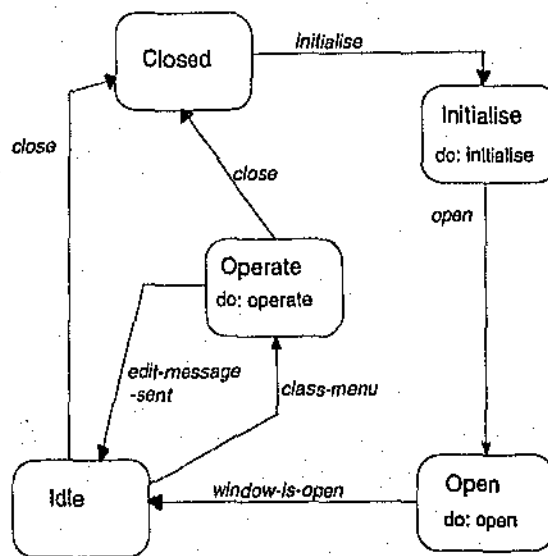 initialise
Closed
Initialise
do: initialise
close
close
open
Operate
do: operate
edit-message
-sent
class-menu
Idle
window-is-open
Open
do: open